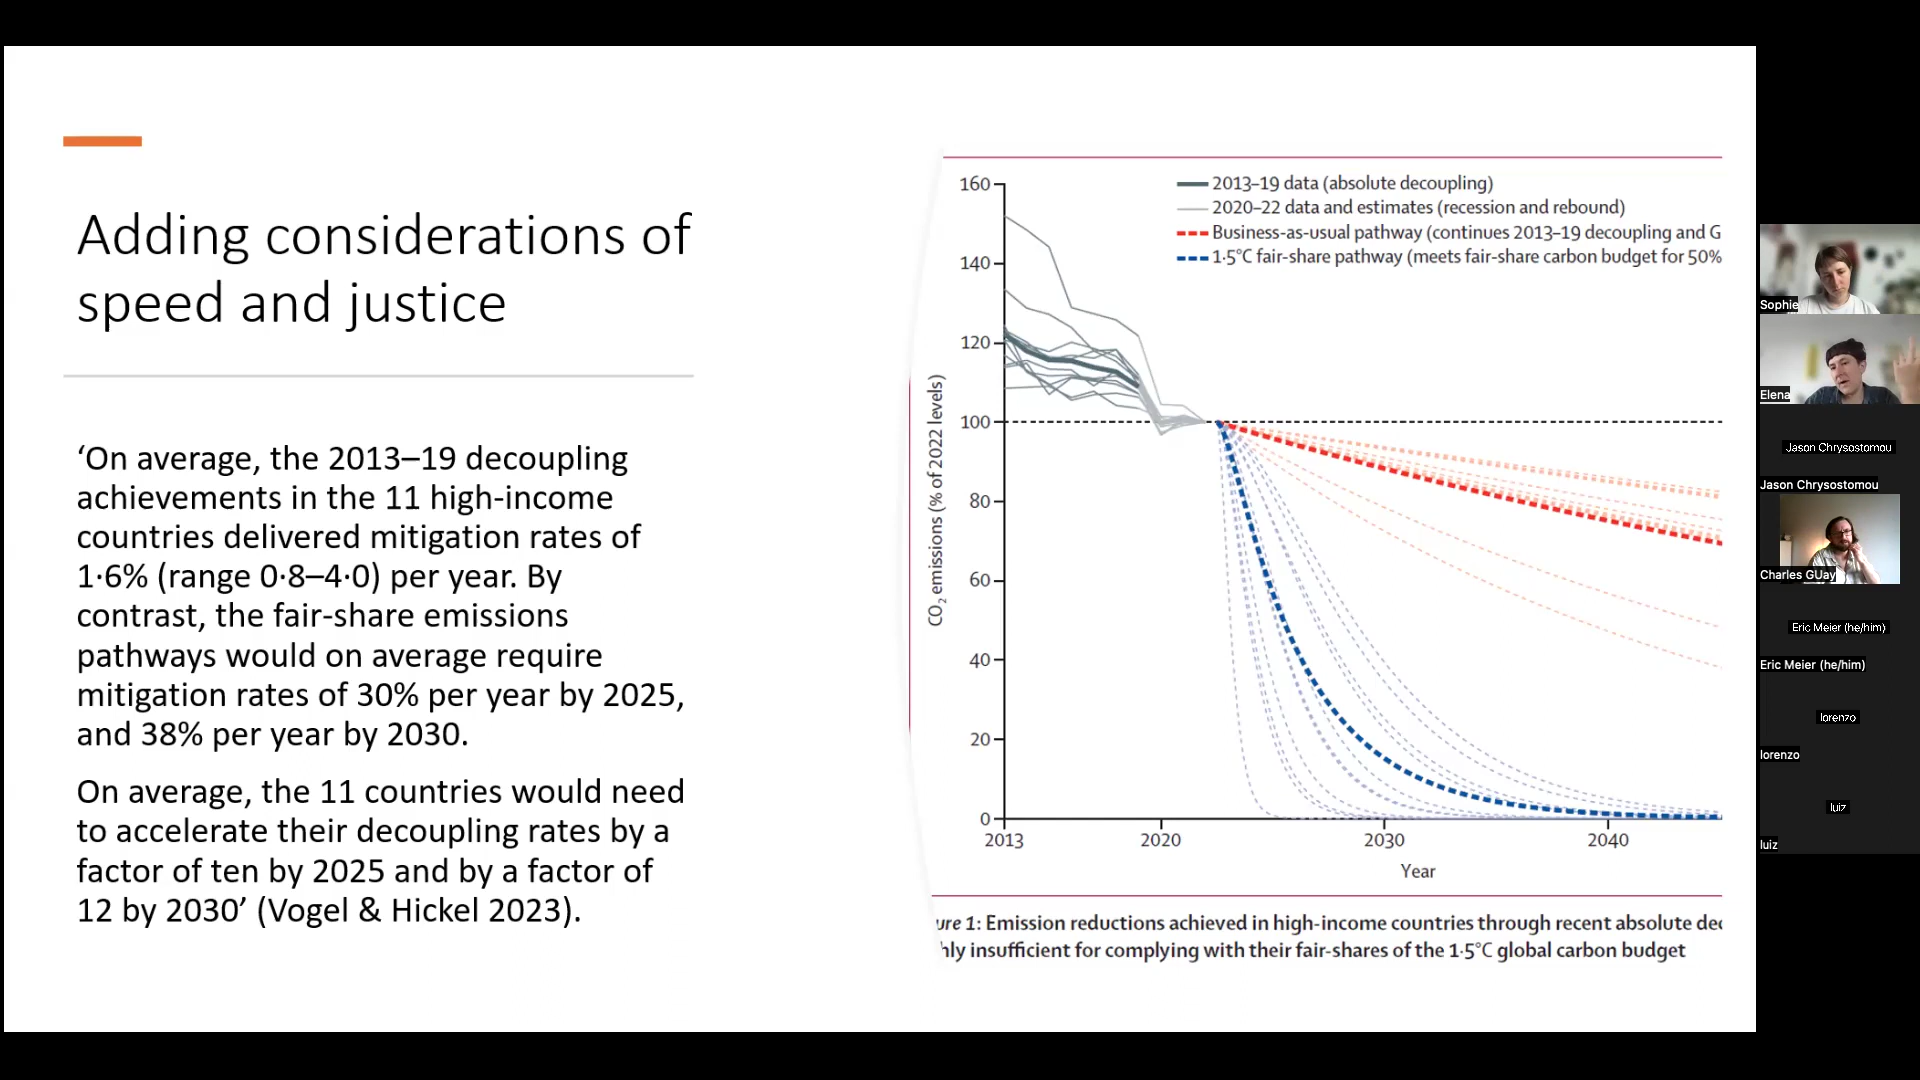 Adding considerations of
speed and justice
‘On average, the 2013–19 decoupling
achievements in the 11 high-income
countries delivered mitigation rates of
1·6% (range 0·8–4·0) per year. By
contrast, the fair-share emissions
pathways would on average require
mitigation rates of 30% per year by 2025,
and 38% per year by 2030.
On average, the 11 countries would need
to accelerate their decoupling rates by a
factor of ten by 2025 and by a factor of
12 by 2030’ (Vogel & Hickel 2023).
2013–19 data (absolute decoupling)
2020–22 data and estimates (recession and rebound)
Business-as-usual pathway (continues 2013–19 decoupling and G
1·5°C fair-share pathway (meets fair-share carbon budget for 50%
CO₂ emissions (% of 2022 levels)
160
140
120
100
80
60
40
20
0
2013
2020
2030
2040
Year
ure 1: Emission reductions achieved in high-income countries through recent absolute dec
hly insufficient for complying with their fair-shares of the 1·5°C global carbon budget
Sophie
Elena
Jason Chrysostomou
Jason Chrysostomou
Charles GUay
Eric Meier (he/him)
Eric Meier (he/him)
lorenzo
lorenzo
luiz
luiz